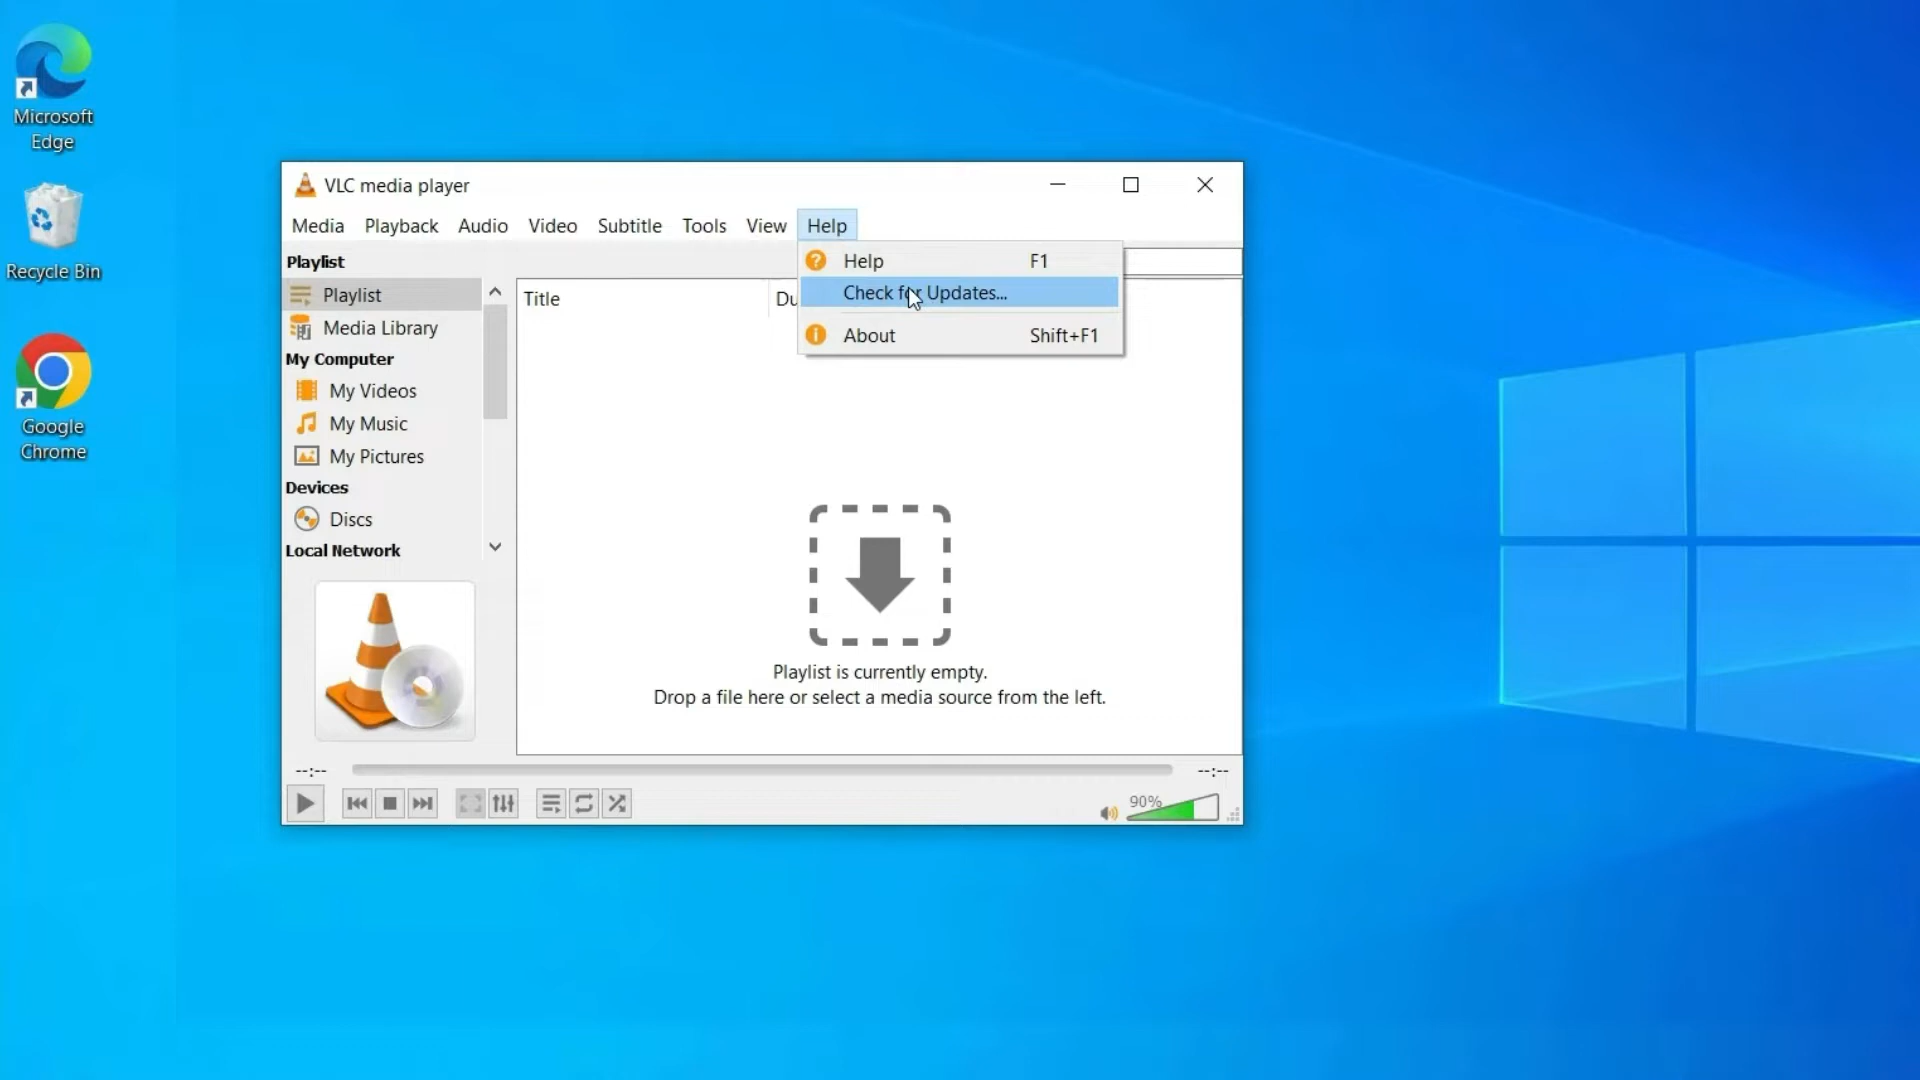 Microsoft
Edge
Recycle Bin
Google
Chrome
VLC media player
Media Playback Audio Video Subtitle Tools View Help
Playlist
Playlist
Media Library
My Computer
My Videos
My Music
My Pictures
Devices
Discs
Local Network
Title
Du
Help F1
Check for Updates...
About Shift+F1
Playlist is currently empty.
Drop a file here or select a media source from the left.
--:-- --:--
90%